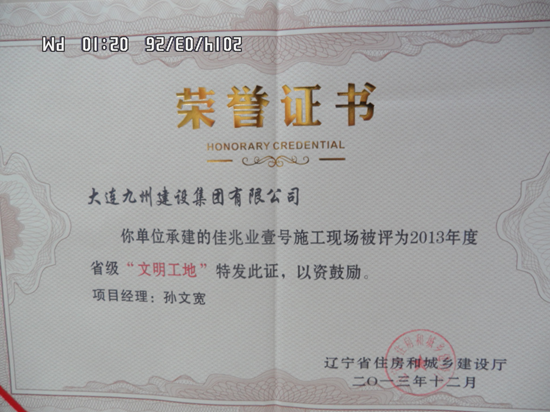 PM 01:20 2014/03/26
荣誉证书
HONORARY CREDENTIAL
大连九州建设集团有限公司
你单位承建的佳兆业壹号施工现场被评为2013年度
省级“文明工地”特发此证，以资鼓励。
项目经理：孙文宽
辽宁省住房和城乡建设厅
二〇一三年十二月